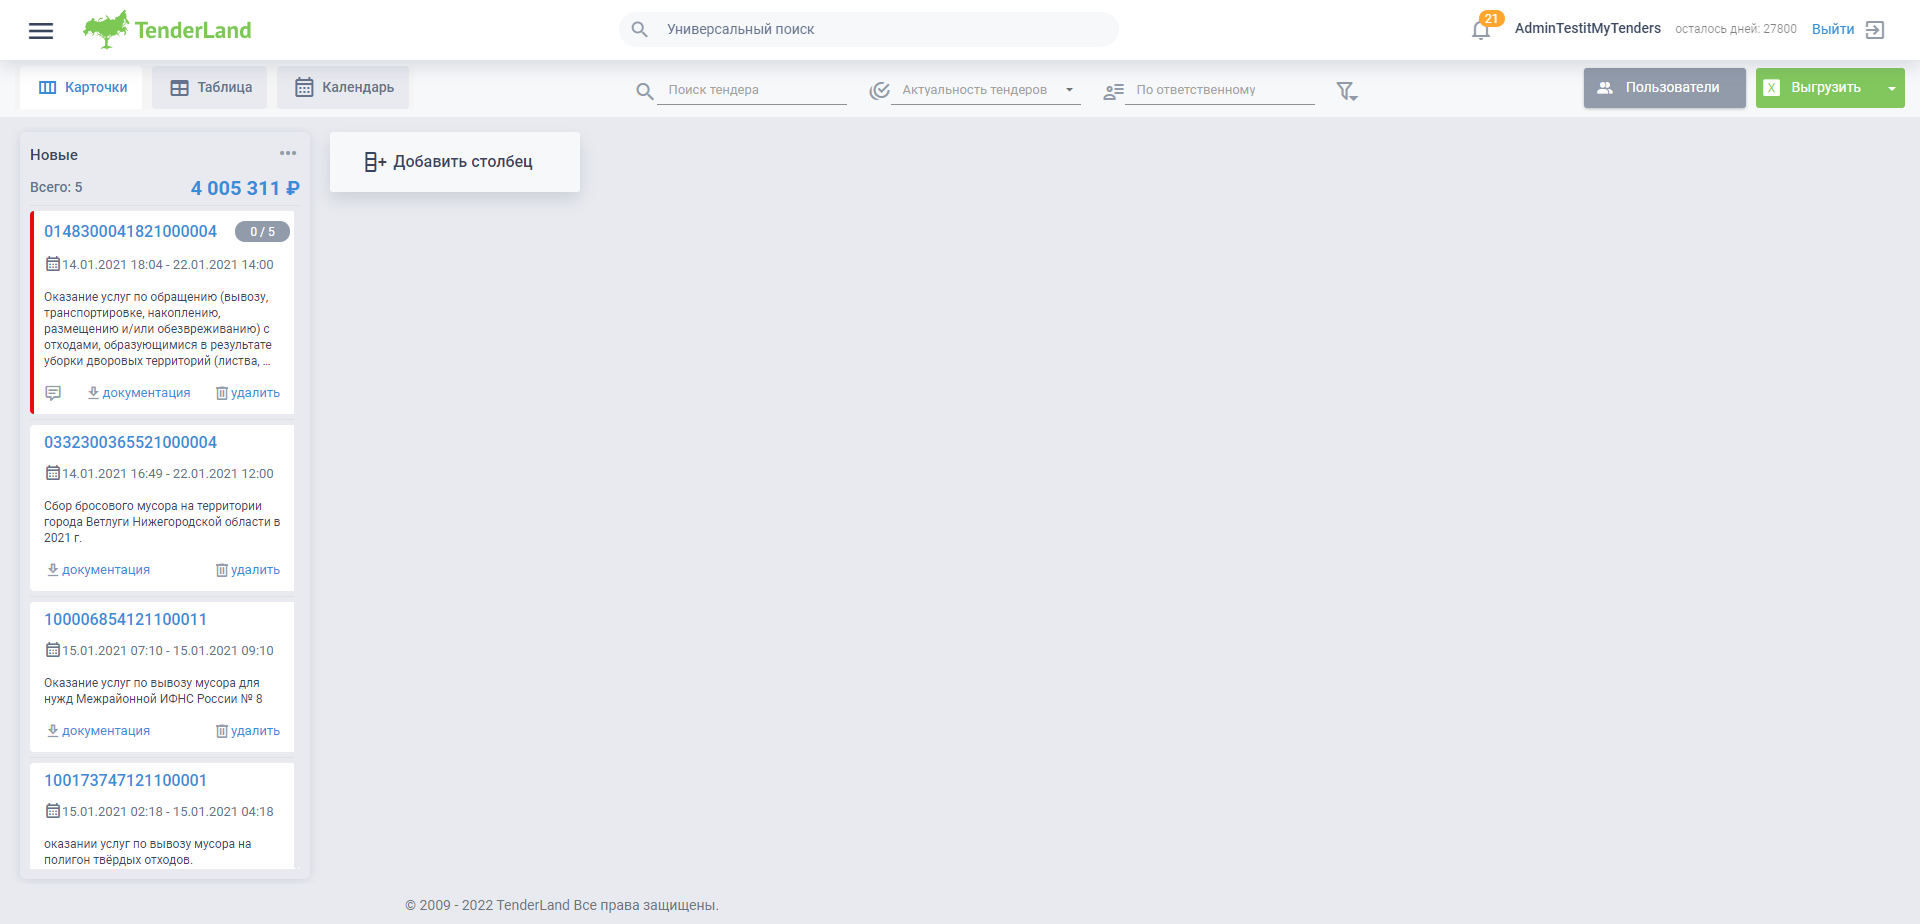 TenderLand
Универсальный поиск
21
AdminTestitMyTenders
осталось дней: 27800
Выйти
Карточки
Таблица
Календарь
Поиск тендера
Актуальность тендеров
По ответственному
Пользователи
X
Выгрузить
Новые
Всего: 5
4 005 311 ₽
Добавить столбец
0148300041821000004
0 / 5
14.01.2021 18:04 - 22.01.2021 14:00
Оказание услуг по обращению (вывозу,
транспортировке, накоплению,
размещению и/или обезвреживанию) с
отходами, образующимися в результате
уборки дворовых территорий (листва, ...
документация
удалить
0332300365521000004
14.01.2021 16:49 - 22.01.2021 12:00
Сбор бросового мусора на территории
города Ветлуги Нижегородской области в
2021 г.
документация
удалить
100006854121100011
15.01.2021 07:10 - 15.01.2021 09:10
Оказание услуг по вывозу мусора для
нужд Межрайонной ИФНС России № 8
документация
удалить
100173747121100001
15.01.2021 02:18 - 15.01.2021 04:18
оказании услуг по вывозу мусора на
полигон твёрдых отходов.
© 2009 - 2022 TenderLand Все права защищены.